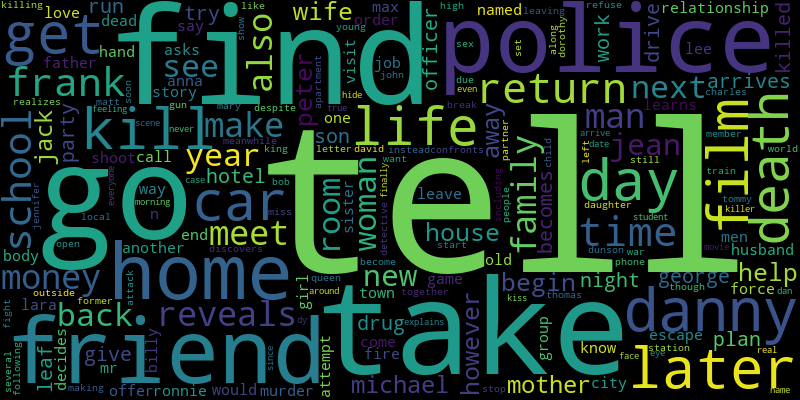 killing
love
run
wife
named
max
order
leaving
young
high
refuse
relationship
dead
try
say
like
show
officer
set
sex
along
dorothy
get
find
police
hand
father
asks
see
also
peter
visit
job
john
work
drive
lee
killed
realizes
anna
story
apartment
hide
due
even
frank
matt
soon
gun
mary
despite
true
break
return
next
arrives
charles
jack
party
feeling
scene
never
meanwhile
one
life
away
partner
man
learns
school
kill
make
son
letter
david
instead
confronts
arrive
date
member
film
death
shoot
call
year
king
want
finally
jean
left
still
world
everyone
jennifer
way
n
morning
case
hotel
bob
room
sister
woman
detective
including
people
family
day
train
tommy
killer
local
go
car
miss
tell
leave
child
daughter
student
end
meet
house
becomes
time
men
movie
body
open
another
discovers
start
old
dunson
war
phone
husband
money
home
new
become
begin
night
george
though
help
dan
outside
former
lara
attack
queen
girl
town
game
together
kiss
thomas
force
fight
back
reveals
around
drug
explains
however
group
escape
station
plan
danny
several
following
leaf
decides
give
billy
friend
dy
attempt
come
fire
take
know
face
eye
real
mr
since
michael
mother
city
later
making
offer
ronnie
would
murder
stop
name